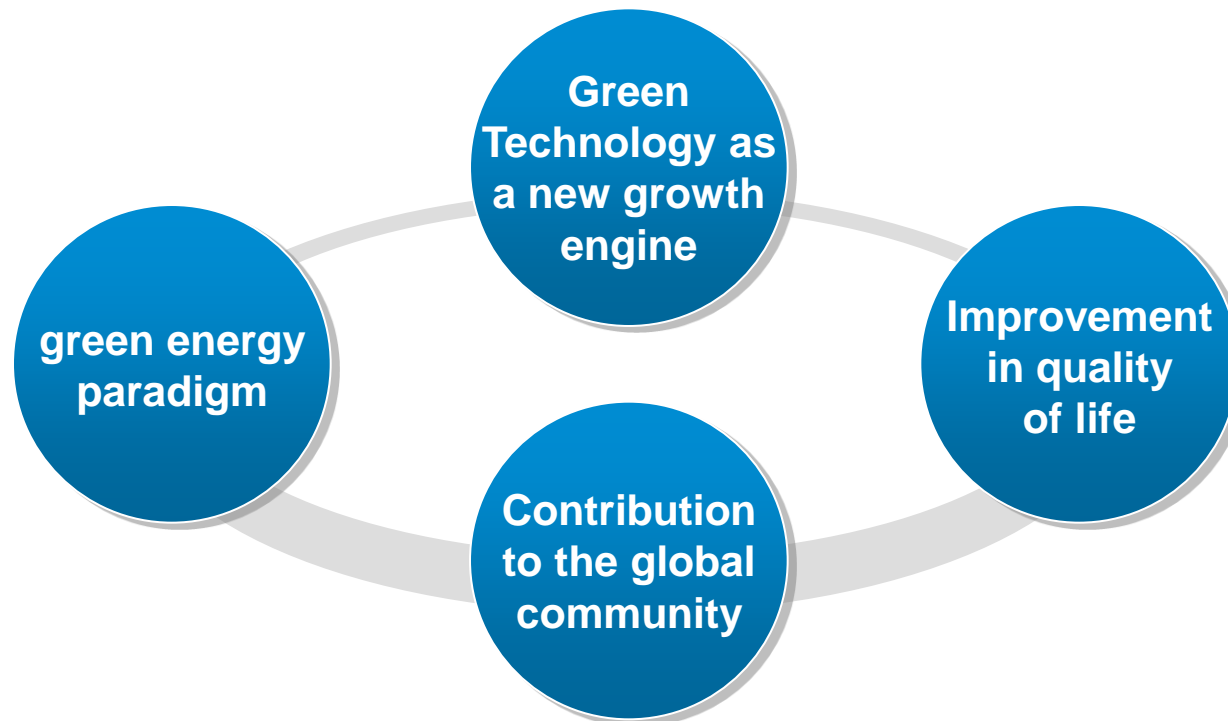 Green
Technology as
a new growth
engine
green energy
paradigm
Improvement
in quality
of life
Contribution
to the global
community